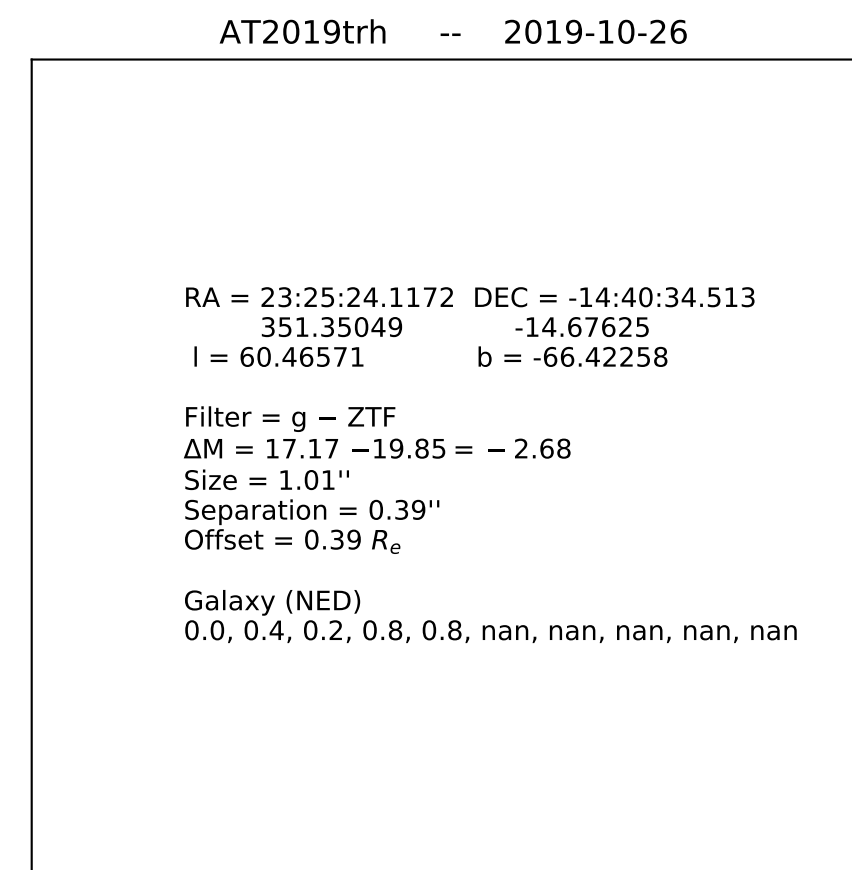 AT2019trh -- 2019-10-26
RA = 23:25:24.1172 DEC = -14:40:34.513
351.35049 -14.67625
l = 60.46571 b = -66.42258
Filter = g − ZTF
ΔM = 17.17 −19.85 = − 2.68
Size = 1.01''
Separation = 0.39''
Offset = 0.39 Re
Galaxy (NED)
0.0, 0.4, 0.2, 0.8, 0.8, nan, nan, nan, nan, nan